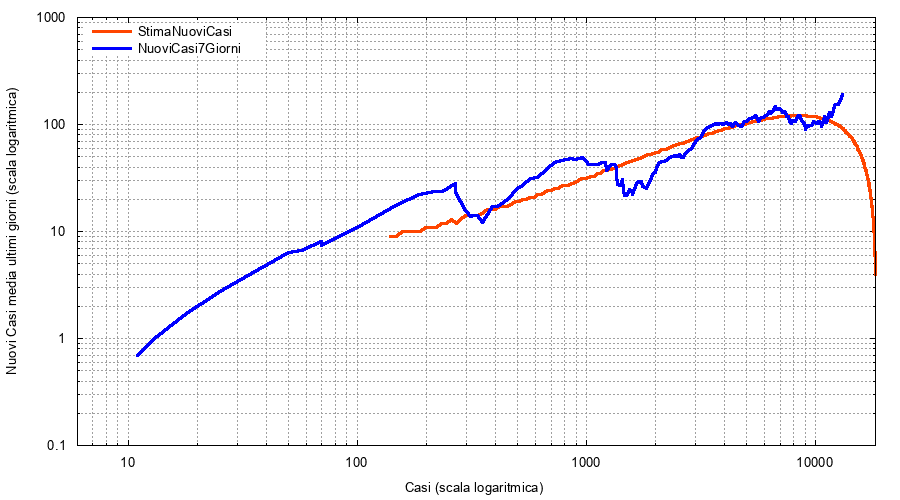 1000
StimaNuoviCasi
NuoviCasi7Giorni
100
10
1
0.1
Nuovi Casi media ultimi giorni (scala logaritmica)
10 100 1000 10000
Casi (scala logaritmica)